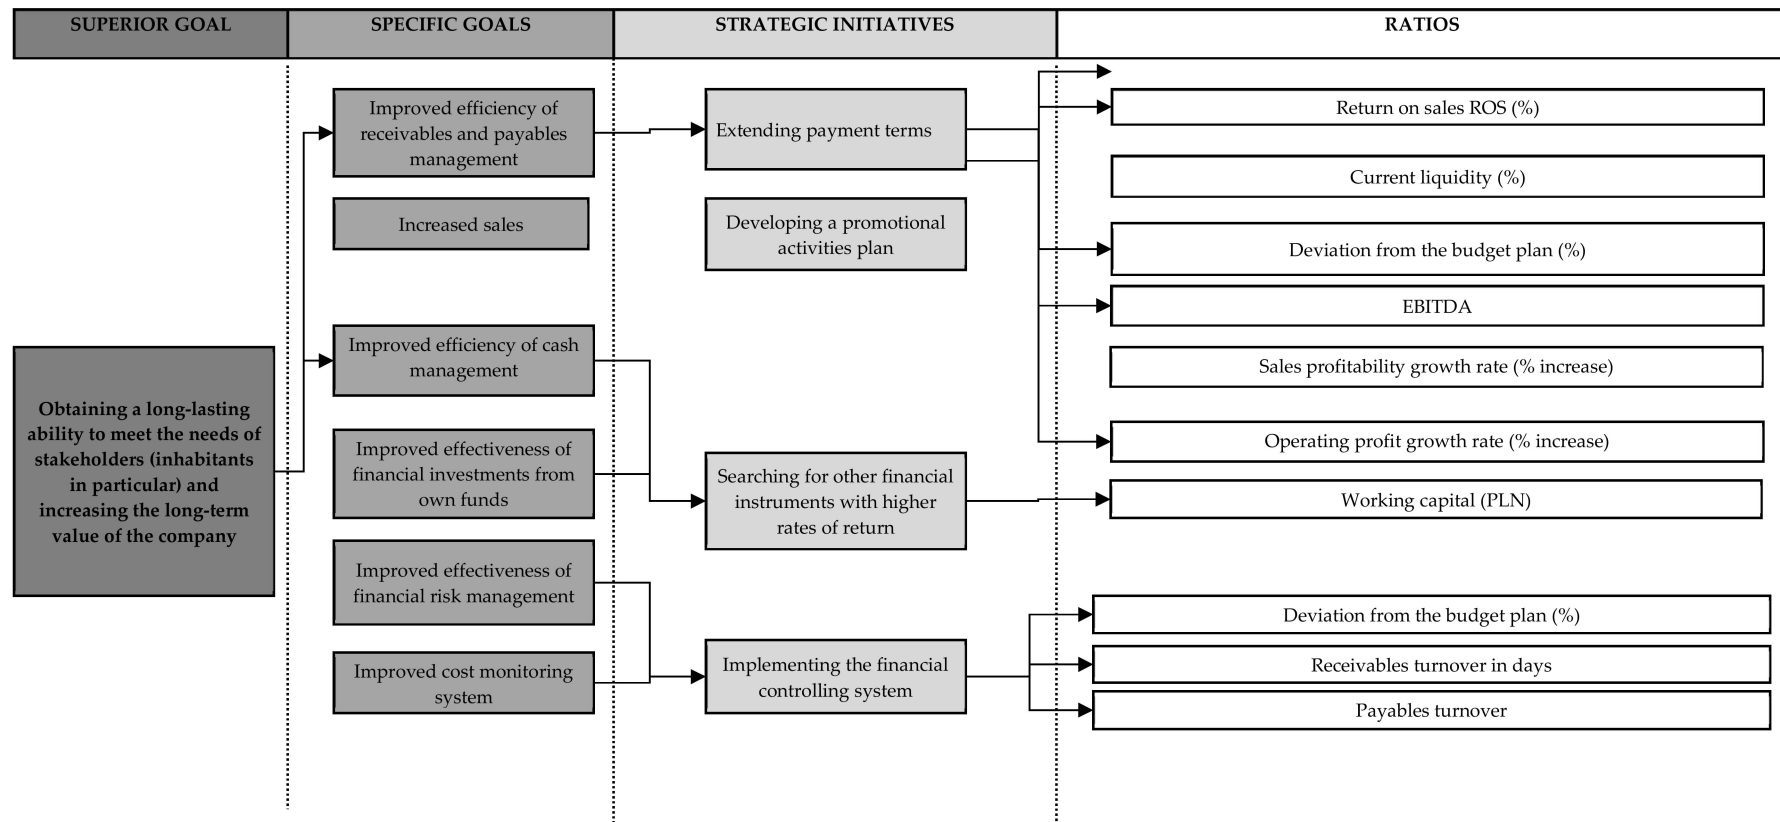 SUPERIOR GOAL
SPECIFIC GOALS
STRATEGIC INITIATIVES
RATIOS
Obtaining a long-lasting
ability to meet the needs of
stakeholders (inhabitants
in particular) and
increasing the long-term
value of the company
Improved efficiency of
receivables and payables
management
Increased sales
Improved efficiency of cash
management
Improved effectiveness of
financial investments from
own funds
Improved effectiveness of
financial risk management
Improved cost monitoring
system
Extending payment terms
Developing a promotional
activities plan
Searching for other financial
instruments with higher
rates of return
Implementing the financial
controlling system
Return on sales ROS (%)
Current liquidity (%)
Deviation from the budget plan (%)
EBITDA
Sales profitability growth rate (% increase)
Operating profit growth rate (% increase)
Working capital (PLN)
Deviation from the budget plan (%)
Receivables turnover in days
Payables turnover